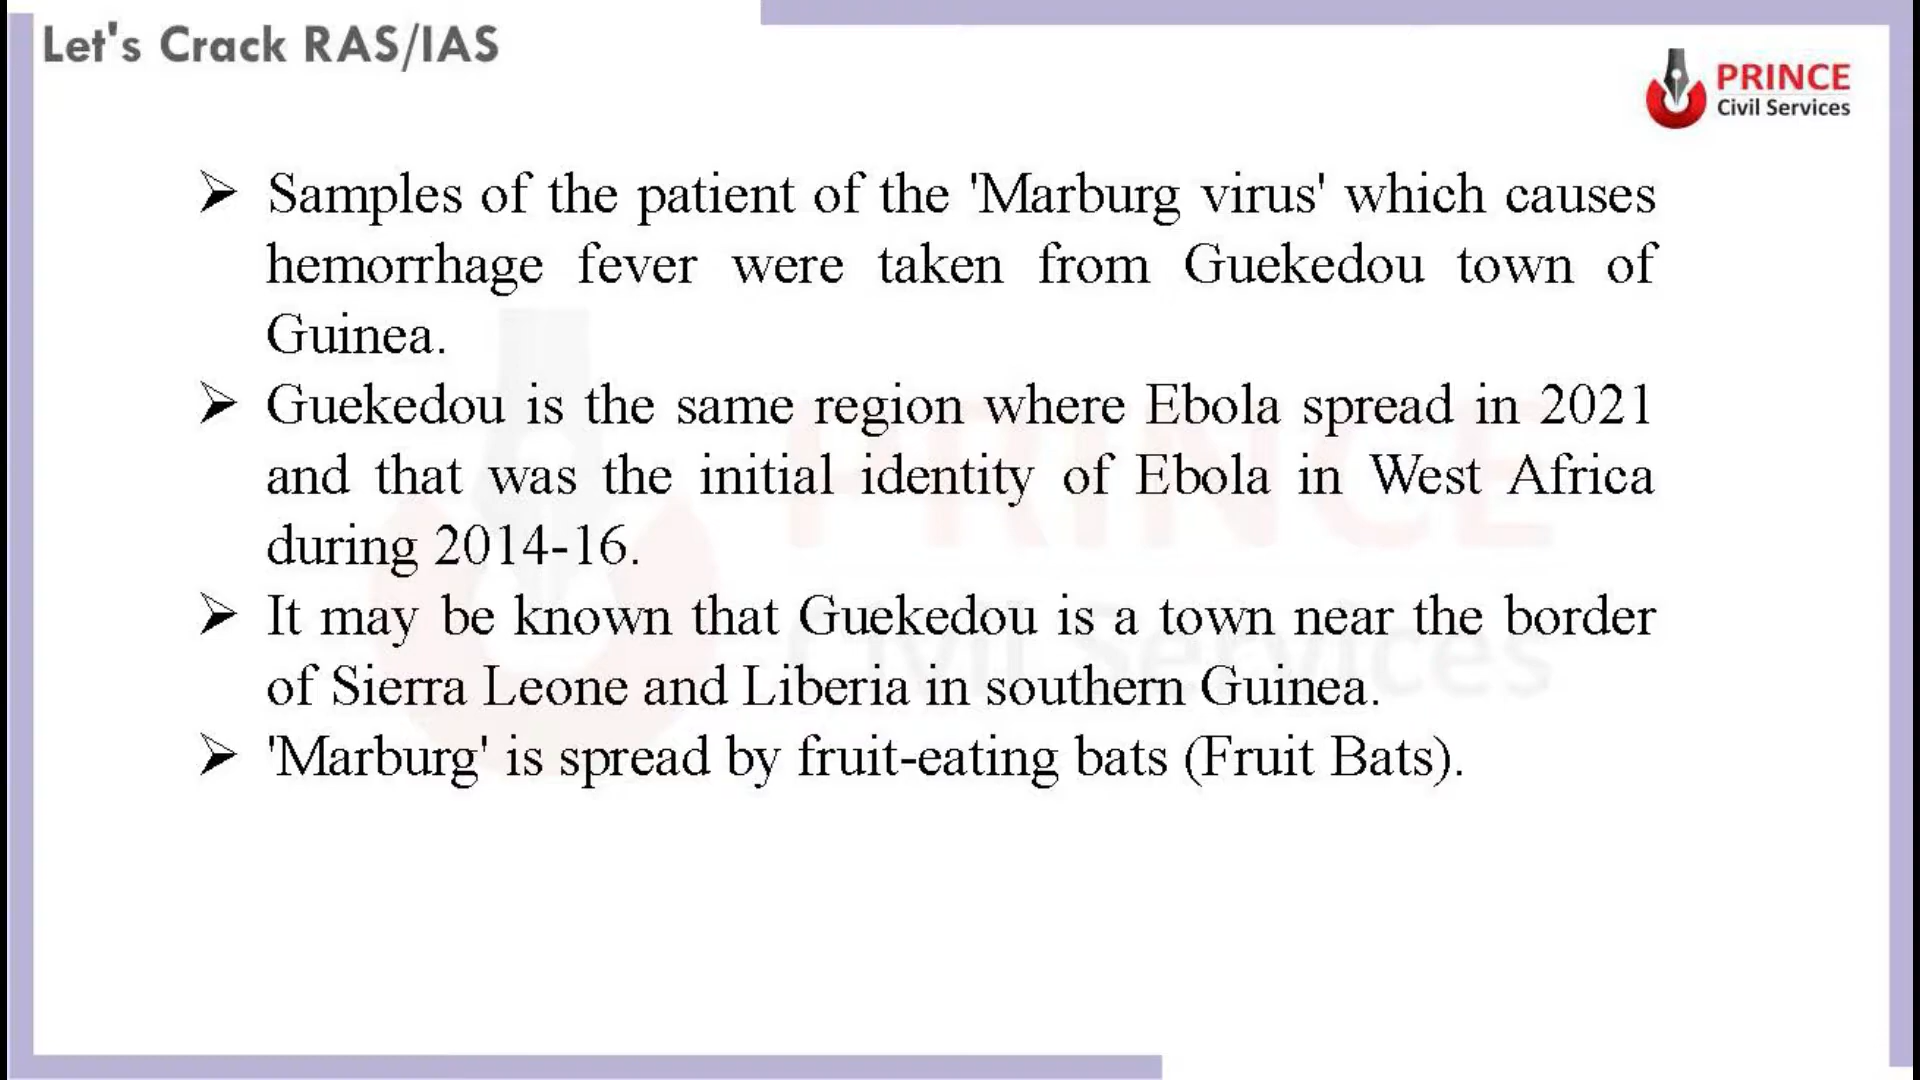 Let's Crack RAS/IAS
PRINCE
Civil Services
➢ Samples of the patient of the 'Marburg virus' which causes
hemorrhage fever were taken from Guekedou town of
Guinea.
➢ Guekedou is the same region where Ebola spread in 2021
and that was the initial identity of Ebola in West Africa
during 2014-16.
➢ It may be known that Guekedou is a town near the border
of Sierra Leone and Liberia in southern Guinea.
➢ 'Marburg' is spread by fruit-eating bats (Fruit Bats).
PRINCE
Civil Services